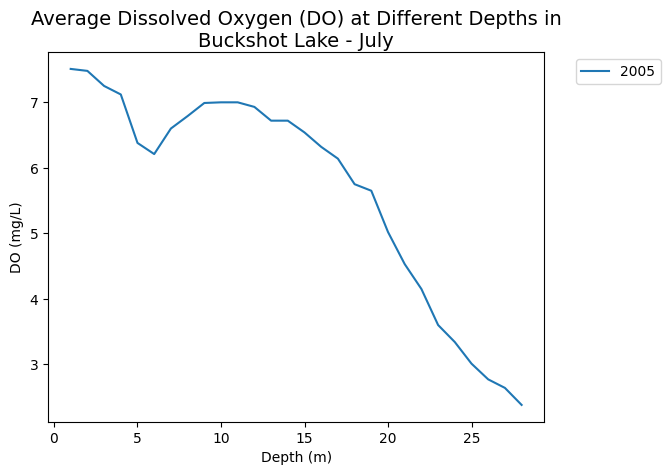 Average Dissolved Oxygen (DO) at Different Depths in
Buckshot Lake - July
2005
7
6
5
4
3
DO (mg/L)
0 5 10 15 20 25
Depth (m)